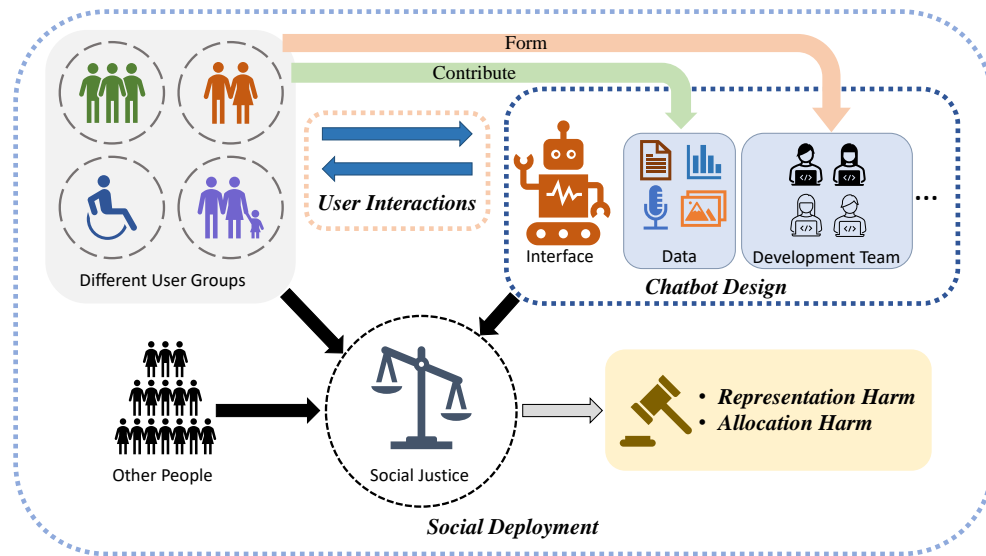 Form
Contribute
User Interactions
Different User Groups
Interface
Data
Development Team
...
Chatbot Design
Other People
Social Justice
• Representation Harm
• Allocation Harm
Social Deployment